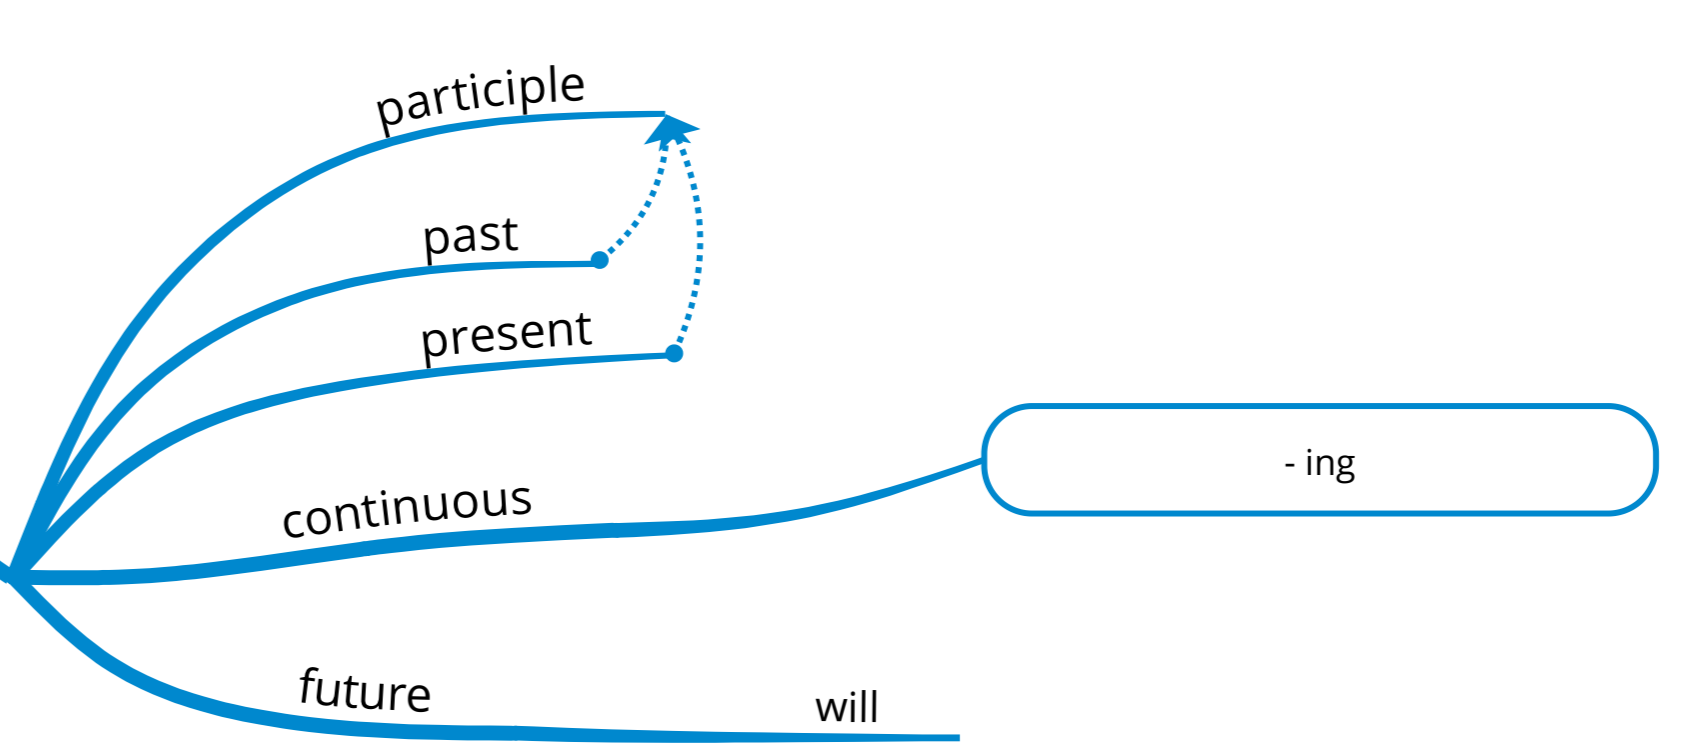 participle
past
present
continuous
- ing
future
will